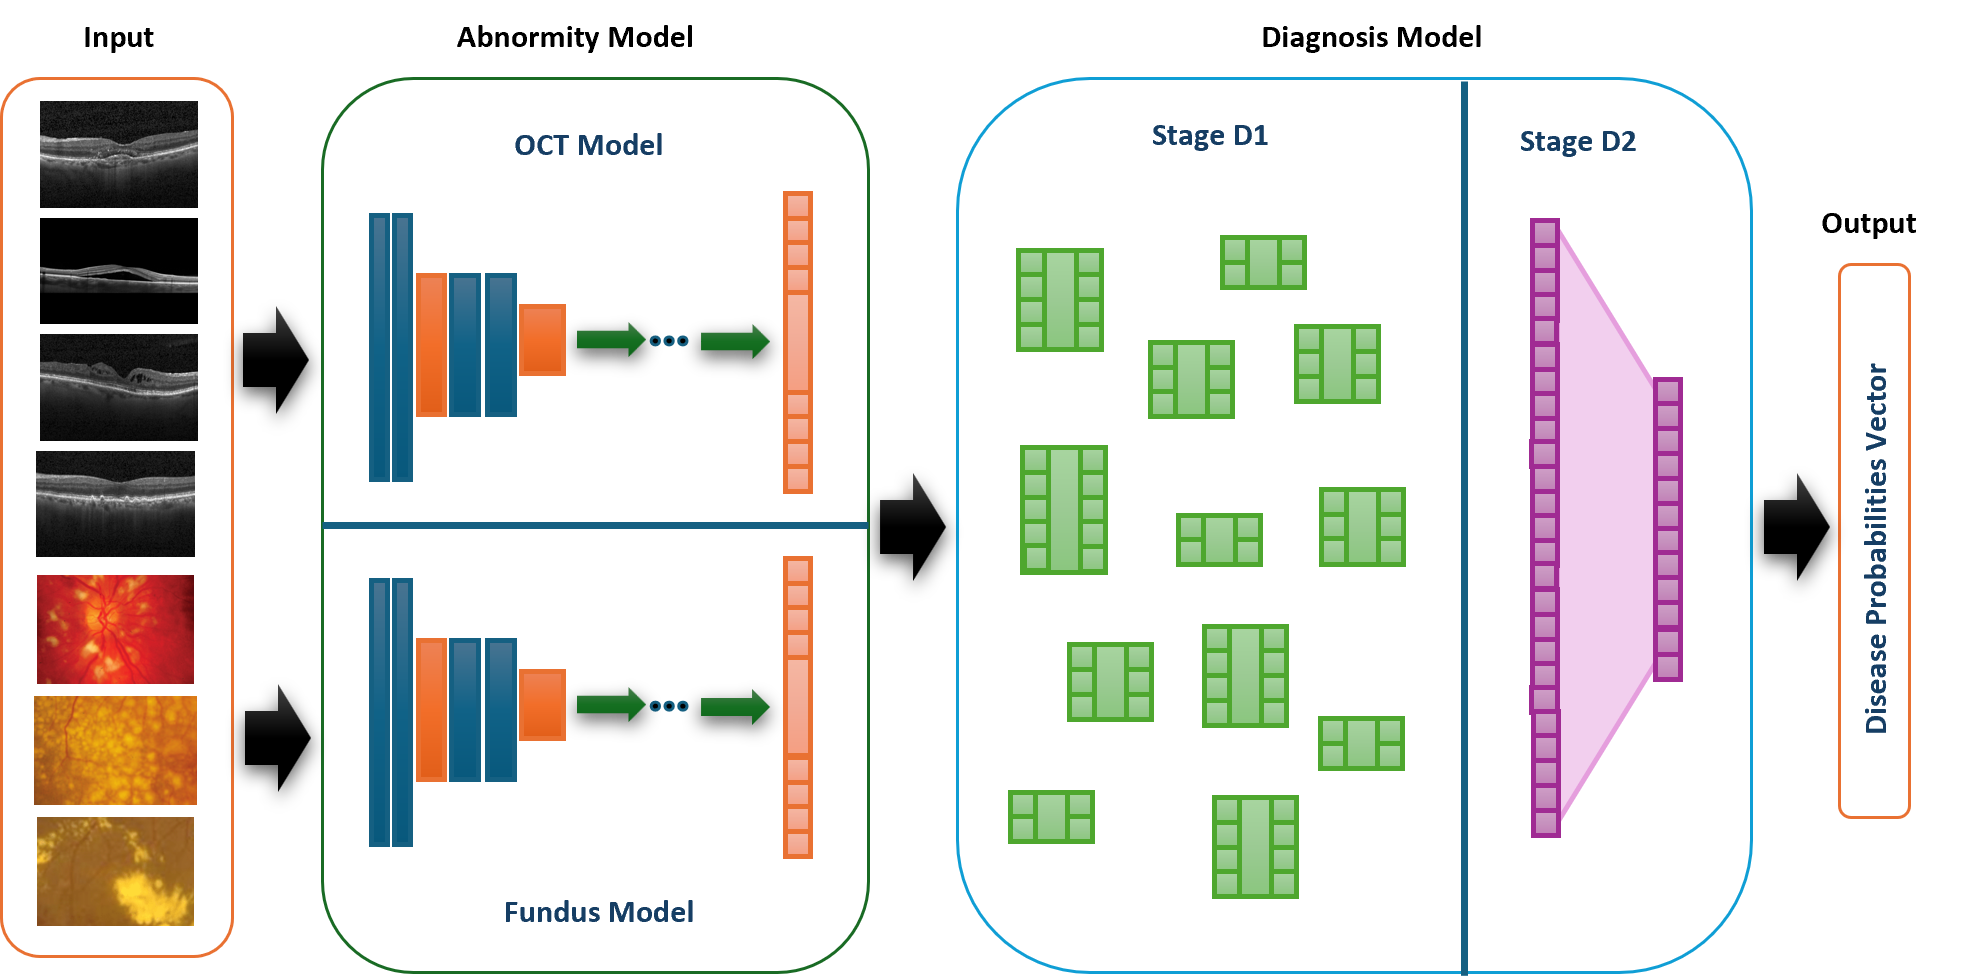 Input
Abnormity Model
Diagnosis Model
OCT Model
Stage D1
Stage D2
Output
Disease Probabilities Vector
Fundus Model